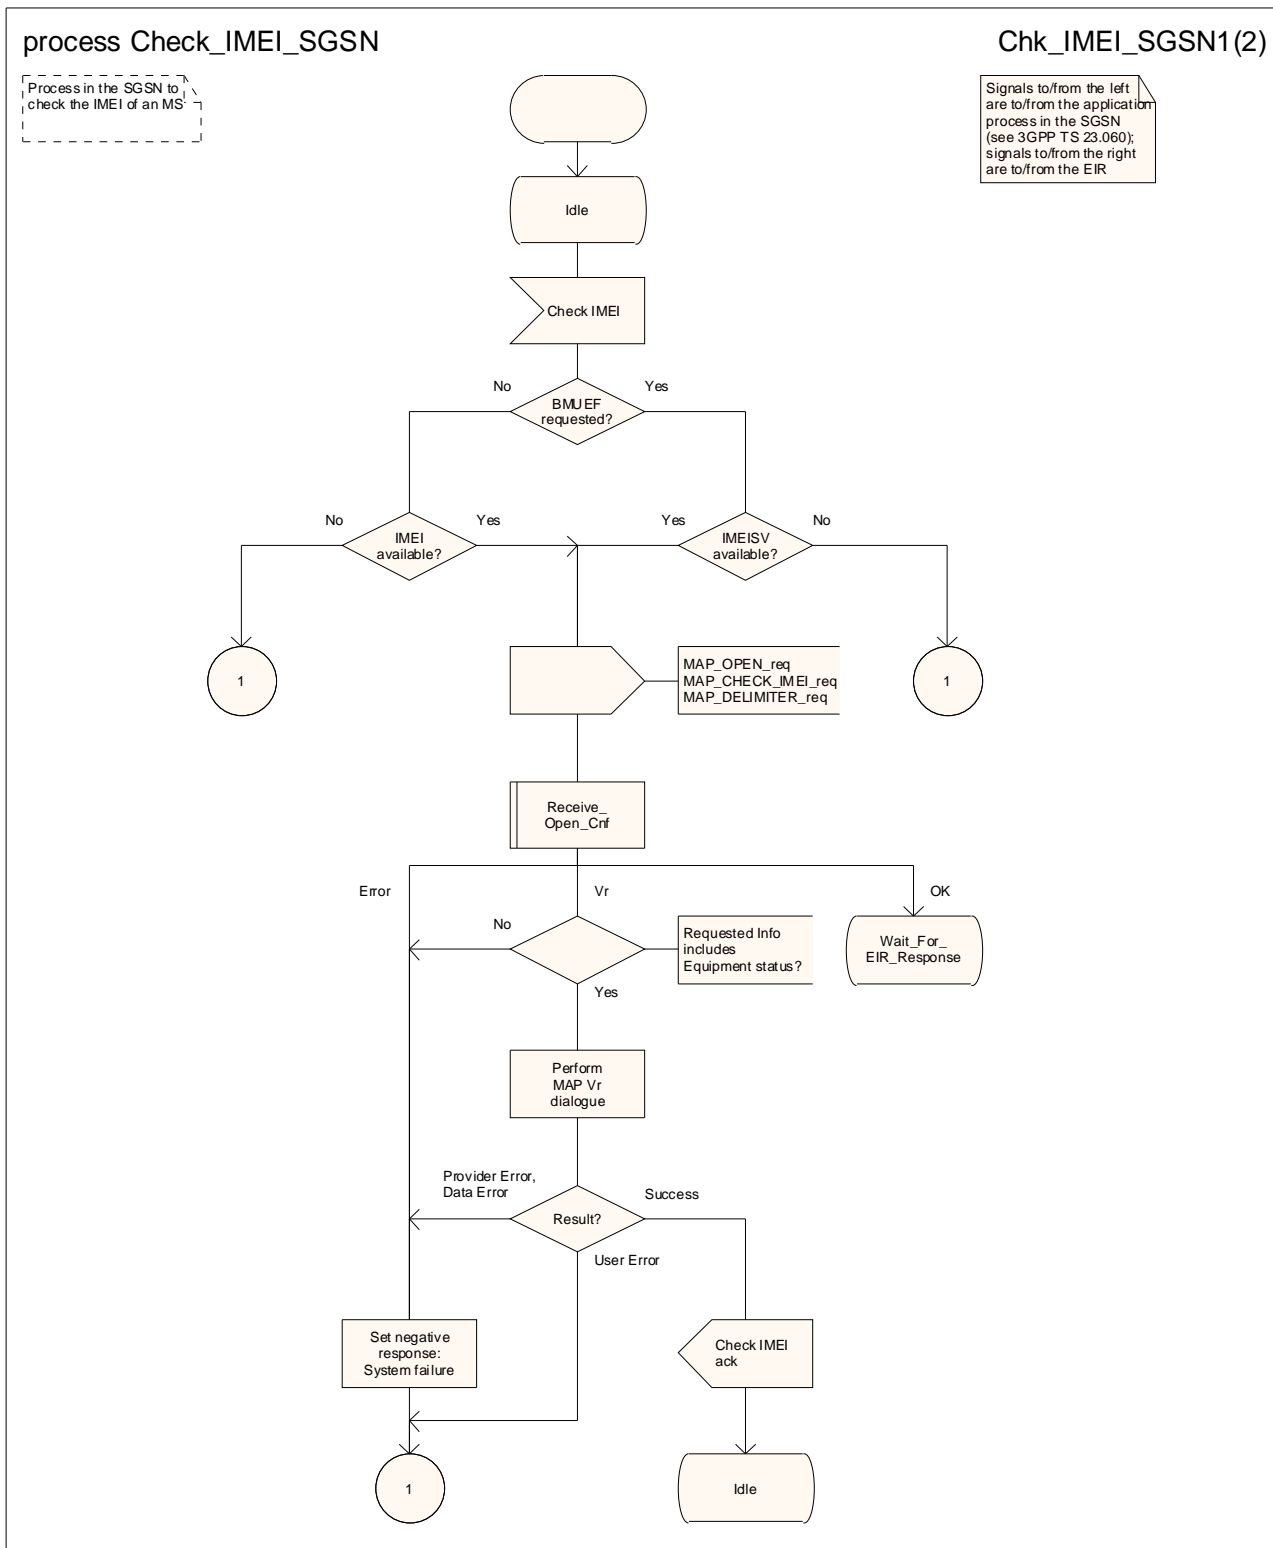 process Check_IMEI_SGSN
Chk_IMEI_SGSN1(2)
Process in the SGSN to
check the IMEI of an MS
Signals to/from the left
are to/from the application
process in the SGSN
(see 3GPP TS 23.060);
signals to/from the right
are to/from the EIR
Idle
Check IMEI
No
Yes
BMUEF
requested?
No
Yes
Yes
No
IMEI
available?
IMEISV
available?
1
MAP_OPEN_req
MAP_CHECK_IMEI_req
MAP_DELIMITER_req
1
Receive_
Open_Cnf
Error
Vr
OK
No
Requested Info
includes
Equipment status?
Wait_For_
EIR_Response
Yes
Perform
MAP Vr
dialogue
Provider Error,
Data Error
Success
Result?
User Error
Set negative
response:
System failure
Check IMEI
ack
1
Idle